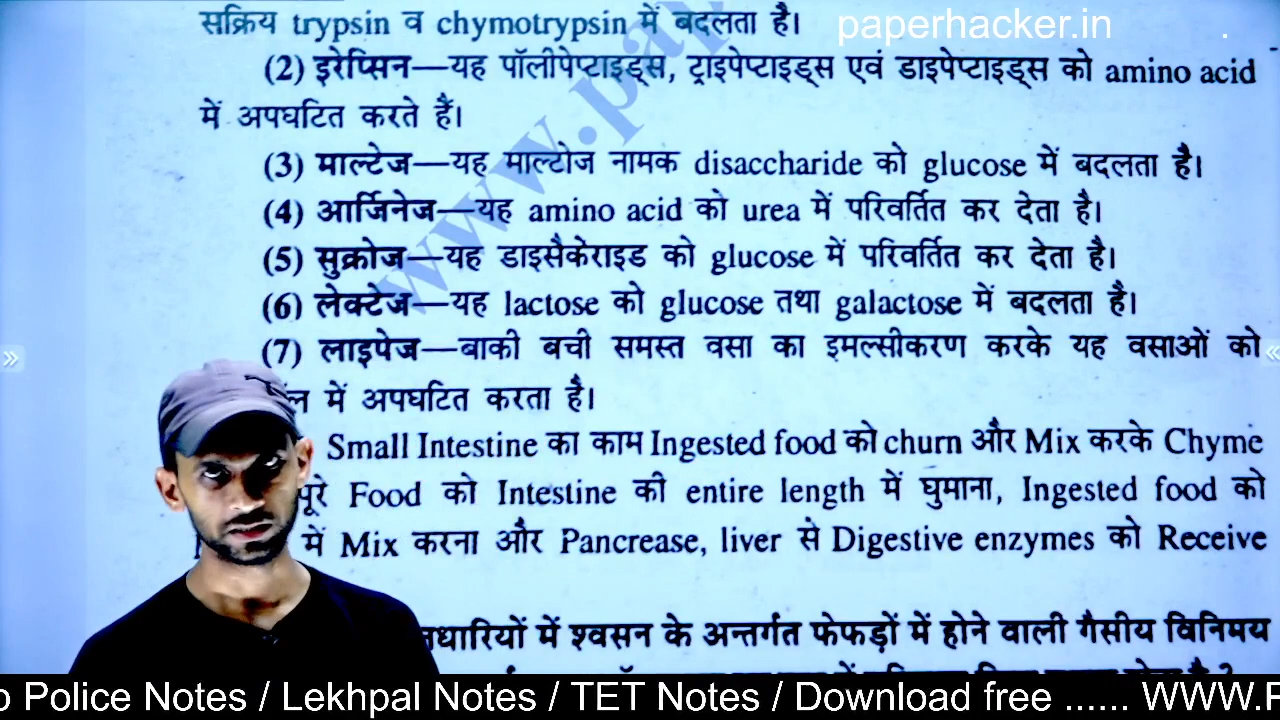 सक्रिय trypsin व chymotrypsin में बदलता है।
paperhacker.in .
(2) इरेप्सिन—यह पॉलीपेप्टाइड्स, ट्राइपेप्टाइड्स एवं डाइपेप्टाइड्स को amino acid
में अपघटित करते हैं।
(3) माल्टेज—यह माल्टोज नामक disaccharide को glucose में बदलता है।
(4) आर्जिनेज—यह amino acid को urea में परिवर्तित कर देता है।
(5) सुक्रोज—यह डाइसैकेराइड को glucose में परिवर्तित कर देता है।
(6) लेक्टेज—यह lactose को glucose तथा galactose में बदलता है।
(7) लाइपेज—बाकी बची समस्त वसा का इमल्सीकरण करके यह वसाओं को
में अपघटित करता है।
Small Intestine का काम Ingested food को churn और Mix करके Chyme
पूरे Food को Intestine की entire length में घुमाना, Ingested food को
में Mix करना और Pancrease, liver से Digestive enzymes को Receive
में श्वसन के अन्तर्गत फेफड़ों में होने वाली गैसीय विनिमय
www.pap
Police Notes / Lekhpal Notes / TET Notes / Download free ...... WWW.